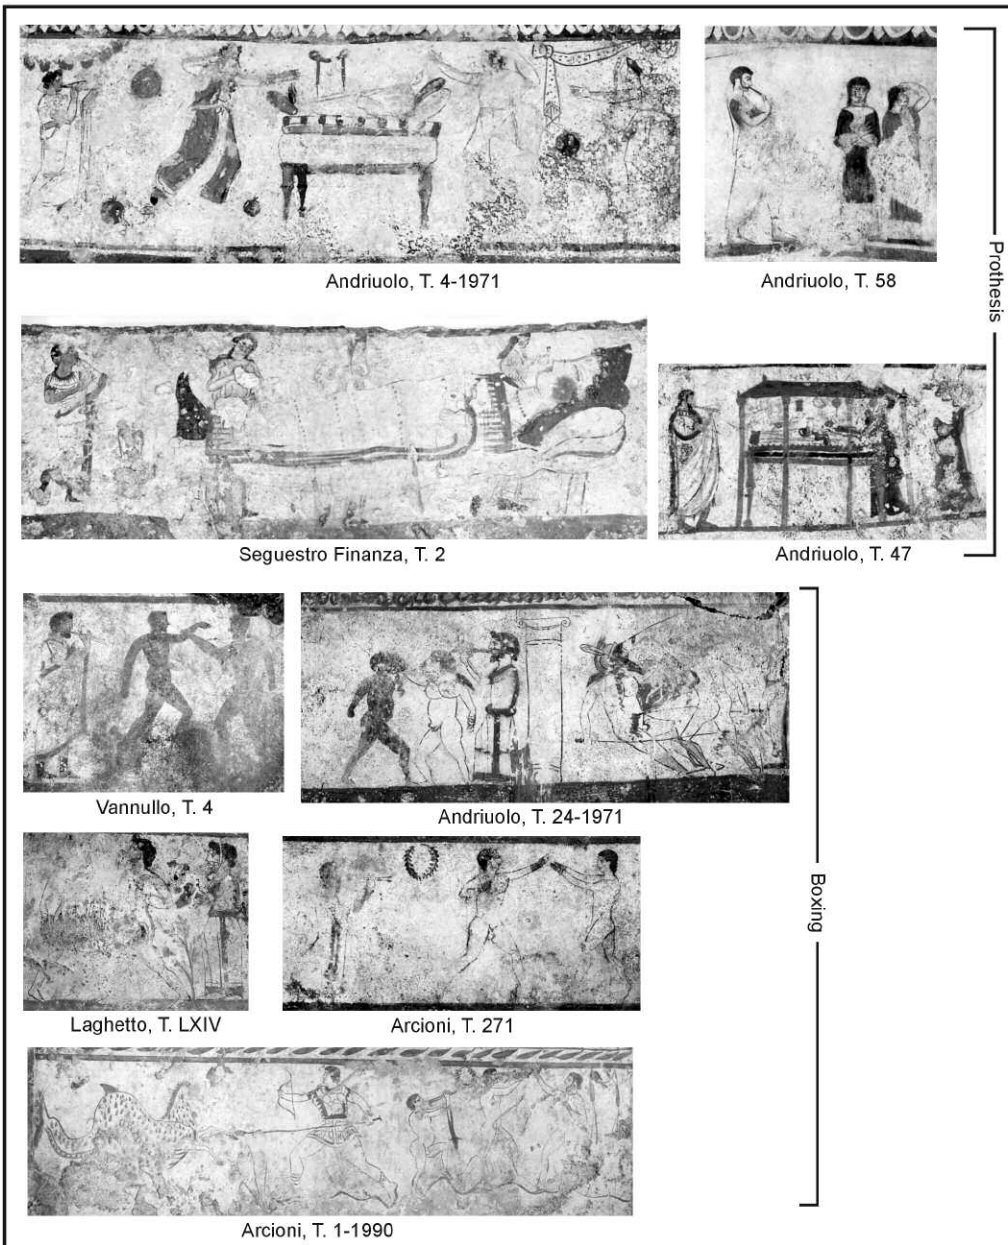 Andriuolo, T. 4-1971
Andriuolo, T. 58
Prothesis
Seguestro Finanza, T. 2
Andriuolo, T. 47
Vannullo, T. 4
Andriuolo, T. 24-1971
Boxing
Laghetto, T. LXIV
Arcioni, T. 271
Arcioni, T. 1-1990